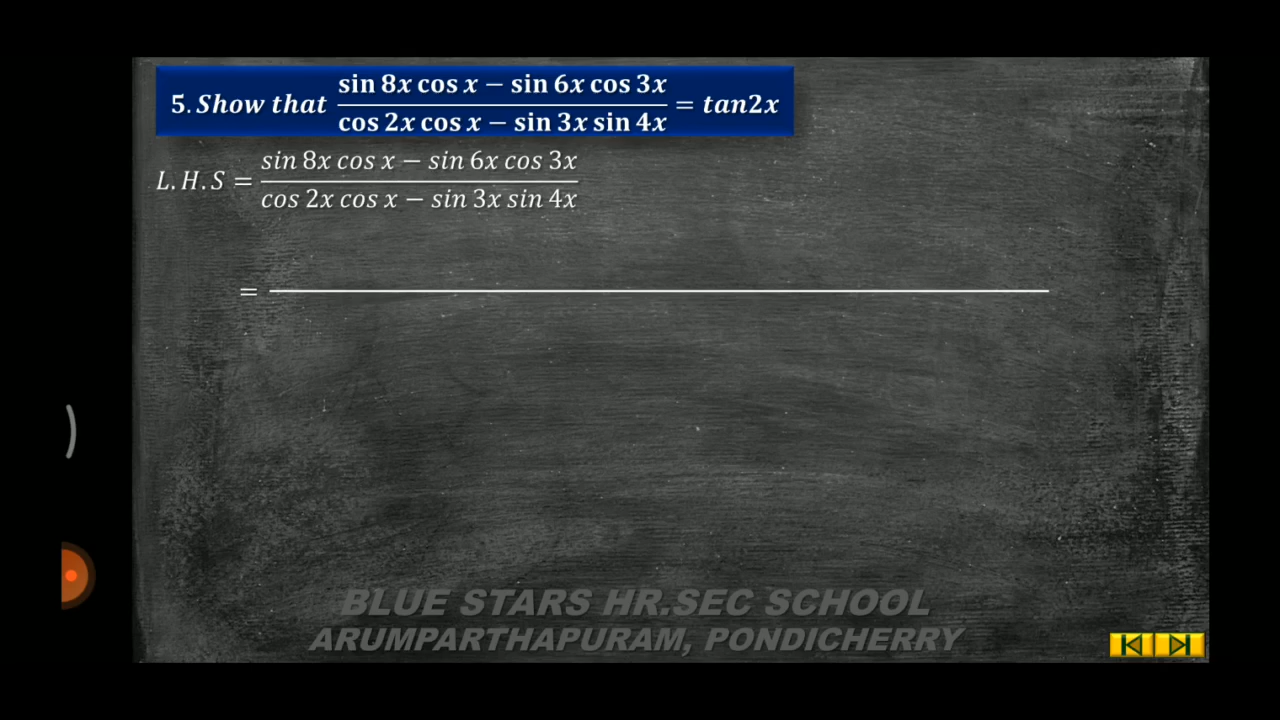 5. Show that (sin 8x cos x − sin 6x cos 3x)/(cos 2x cos x − sin 3x sin 4x) = tan2x
L.H.S = (sin 8x cos x − sin 6x cos 3x)/(cos 2x cos x − sin 3x sin 4x)
=
BLUE STARS HR.SEC SCHOOL
ARUMPARTHAPURAM, PONDICHERRY